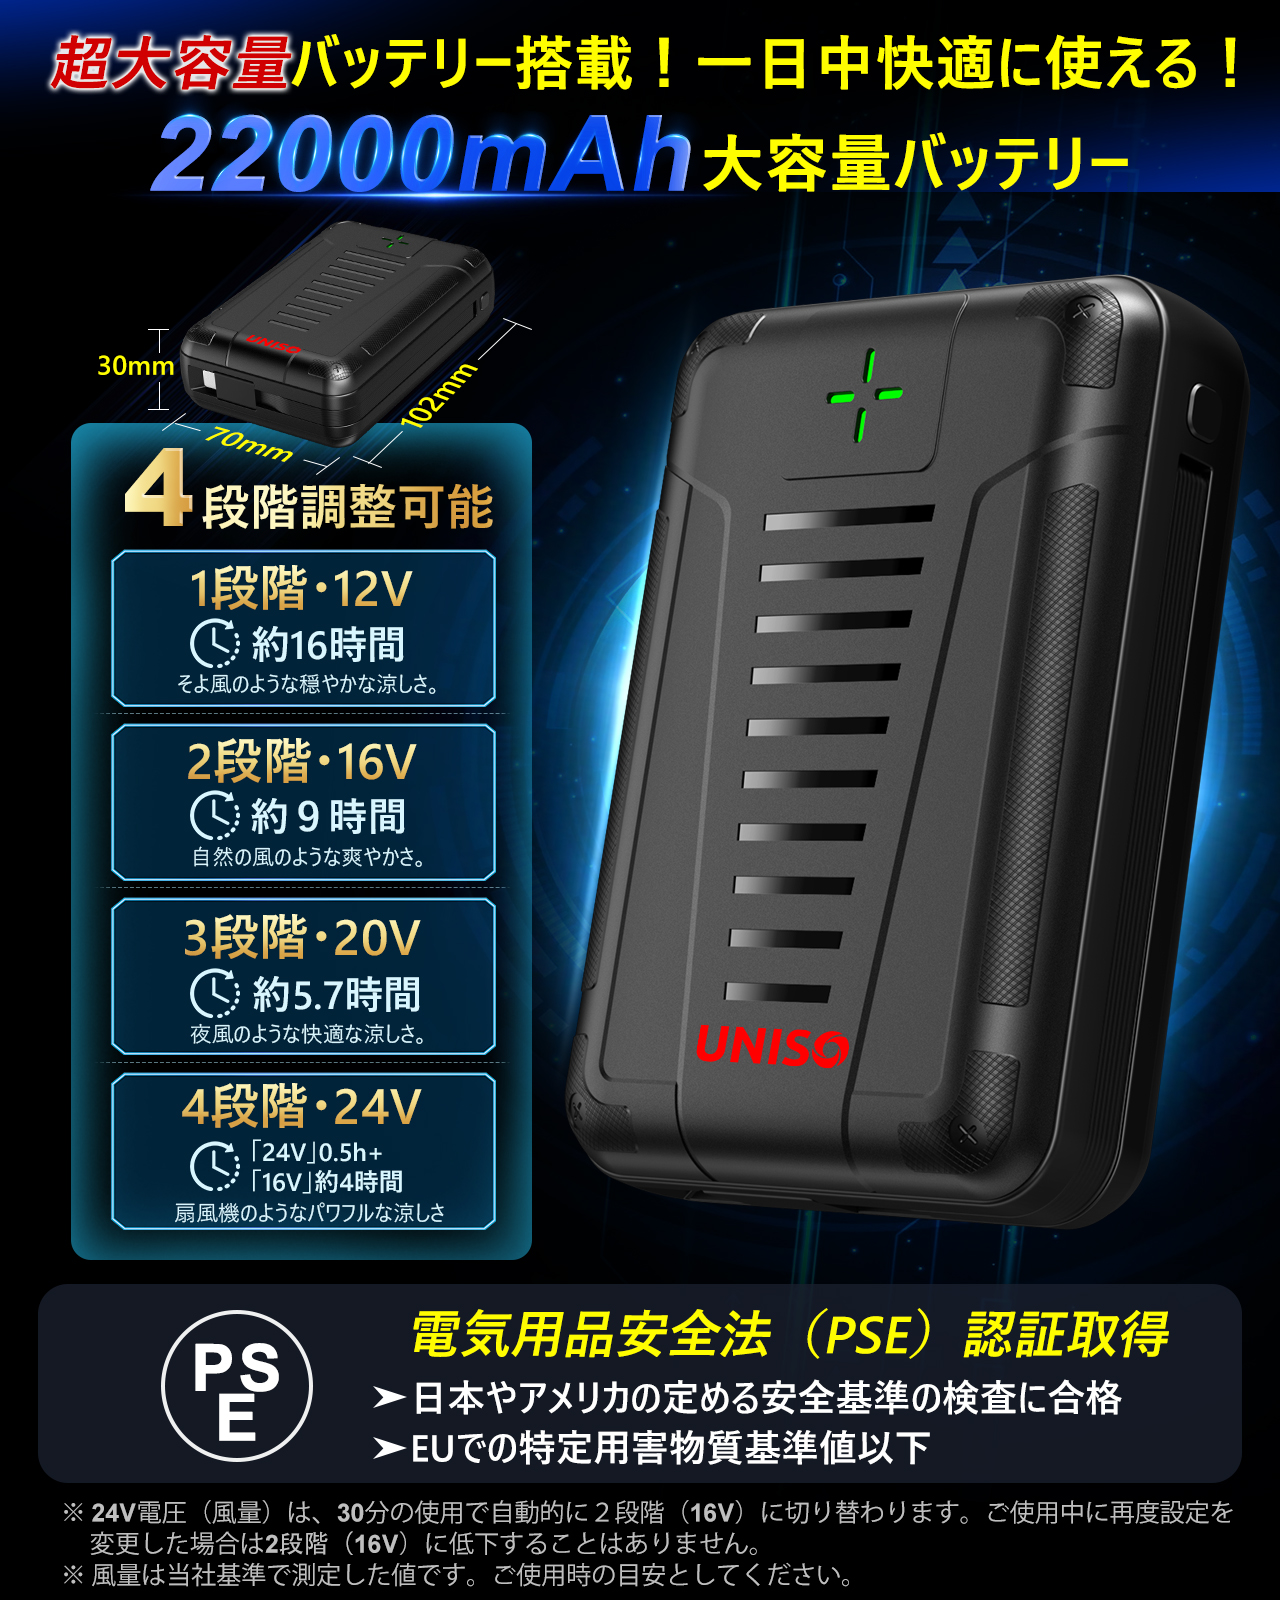 超大容量バッテリー搭載！一日中快適に使える！
22000mAh大容量バッテリー
UNISO
30mm
102mm
70mm
4段階調整可能
1段階・12V
約16時間
そよ風のような穏やかな涼しさ。
2段階・16V
約９時間
自然の風のような爽やかさ。
3段階・20V
約5.7時間
夜風のような快適な涼しさ。
4段階・24V
「24V」0.5h+
「16V」約4時間
扇風機のようなパワフルな涼しさ
UNISO
PS
E
電気用品安全法（PSE）認証取得
➤日本やアメリカの定める安全基準の検査に合格
➤EUでの特定用害物質基準値以下
※ 24V電圧（風量）は、30分の使用で自動的に２段階（16V）に切り替わります。ご使用中に再度設定を
変更した場合は2段階（16V）に低下することはありません。
※ 風量は当社基準で測定した値です。ご使用時の目安としてください。